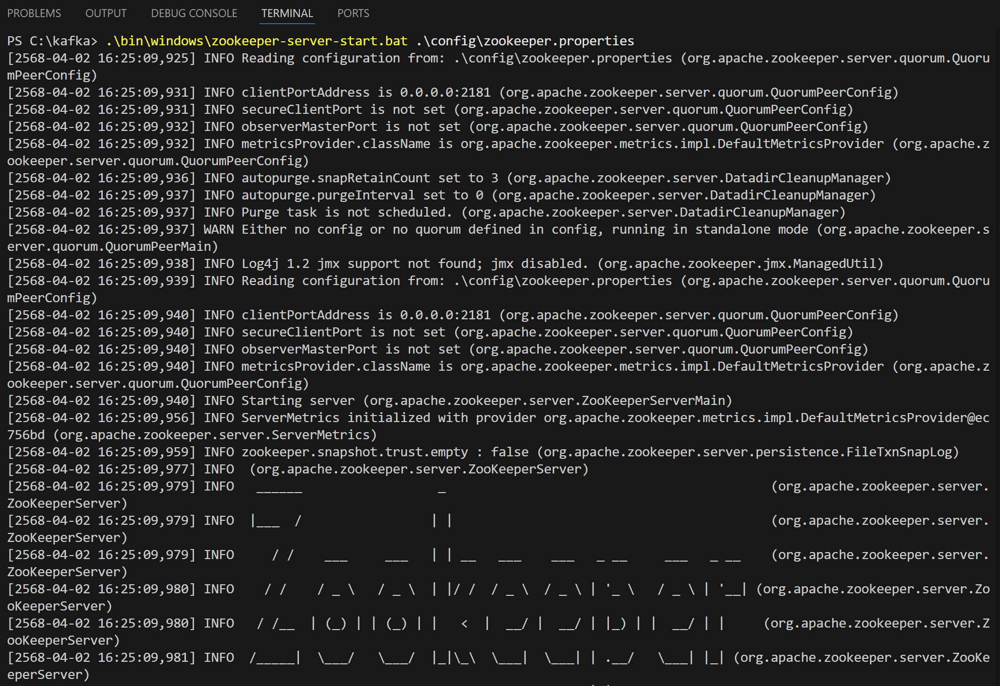 PROBLEMS OUTPUT DEBUG CONSOLE TERMINAL PORTS
PS C:\kafka> .\bin\windows\zookeeper-server-start.bat .\config\zookeeper.properties
[2568-04-02 16:25:09,925] INFO Reading configuration from: .\config\zookeeper.properties (org.apache.zookeeper.server.quorum.Quoru
mPeerConfig)
[2568-04-02 16:25:09,931] INFO clientPortAddress is 0.0.0.0:2181 (org.apache.zookeeper.server.quorum.QuorumPeerConfig)
[2568-04-02 16:25:09,931] INFO secureClientPort is not set (org.apache.zookeeper.server.quorum.QuorumPeerConfig)
[2568-04-02 16:25:09,932] INFO observerMasterPort is not set (org.apache.zookeeper.server.quorum.QuorumPeerConfig)
[2568-04-02 16:25:09,932] INFO metricsProvider.className is org.apache.zookeeper.metrics.impl.DefaultMetricsProvider (org.apache.z
ookeeper.server.quorum.QuorumPeerConfig)
[2568-04-02 16:25:09,936] INFO autopurge.snapRetainCount set to 3 (org.apache.zookeeper.server.DatadirCleanupManager)
[2568-04-02 16:25:09,937] INFO autopurge.purgeInterval set to 0 (org.apache.zookeeper.server.DatadirCleanupManager)
[2568-04-02 16:25:09,937] INFO Purge task is not scheduled. (org.apache.zookeeper.server.DatadirCleanupManager)
[2568-04-02 16:25:09,937] WARN Either no config or no quorum defined in config, running in standalone mode (org.apache.zookeeper.s
erver.quorum.QuorumPeerMain)
[2568-04-02 16:25:09,938] INFO Log4j 1.2 jmx support not found; jmx disabled. (org.apache.zookeeper.jmx.ManagedUtil)
[2568-04-02 16:25:09,939] INFO Reading configuration from: .\config\zookeeper.properties (org.apache.zookeeper.server.quorum.Quoru
mPeerConfig)
[2568-04-02 16:25:09,940] INFO clientPortAddress is 0.0.0.0:2181 (org.apache.zookeeper.server.quorum.QuorumPeerConfig)
[2568-04-02 16:25:09,940] INFO secureClientPort is not set (org.apache.zookeeper.server.quorum.QuorumPeerConfig)
[2568-04-02 16:25:09,940] INFO observerMasterPort is not set (org.apache.zookeeper.server.quorum.QuorumPeerConfig)
[2568-04-02 16:25:09,940] INFO metricsProvider.className is org.apache.zookeeper.metrics.impl.DefaultMetricsProvider (org.apache.z
ookeeper.server.quorum.QuorumPeerConfig)
[2568-04-02 16:25:09,940] INFO Starting server (org.apache.zookeeper.server.ZooKeeperServerMain)
[2568-04-02 16:25:09,956] INFO ServerMetrics initialized with provider org.apache.zookeeper.metrics.impl.DefaultMetricsProvider@ec
756bd (org.apache.zookeeper.server.ServerMetrics)
[2568-04-02 16:25:09,959] INFO zookeeper.snapshot.trust.empty : false (org.apache.zookeeper.server.persistence.FileTxnSnapLog)
[2568-04-02 16:25:09,977] INFO  (org.apache.zookeeper.server.ZooKeeperServer)
[2568-04-02 16:25:09,979] INFO   ______                  _                                           (org.apache.zookeeper.server.
ZooKeeperServer)
[2568-04-02 16:25:09,979] INFO  |___  /                 | |                                          (org.apache.zookeeper.server.
ZooKeeperServer)
[2568-04-02 16:25:09,979] INFO     / /    ___     ___   | | __   ___    ___   _ __     ___   _ __    (org.apache.zookeeper.server.
ZooKeeperServer)
[2568-04-02 16:25:09,980] INFO    / /    / _ \   / _ \  | |/ /  / _ \  / _ \ | '_ \   / _ \ | '__| (org.apache.zookeeper.server.Zo
oKeeperServer)
[2568-04-02 16:25:09,980] INFO   / /__  | (_) | | (_) | |   <  |  __/ |  __/ | |_) | |  __/ | |     (org.apache.zookeeper.server.Z
ooKeeperServer)
[2568-04-02 16:25:09,981] INFO  /_____|  \___/   \___/  |_|\_\  \___|  \___| | .__/   \___| |_| (org.apache.zookeeper.server.ZooKe
eperServer)